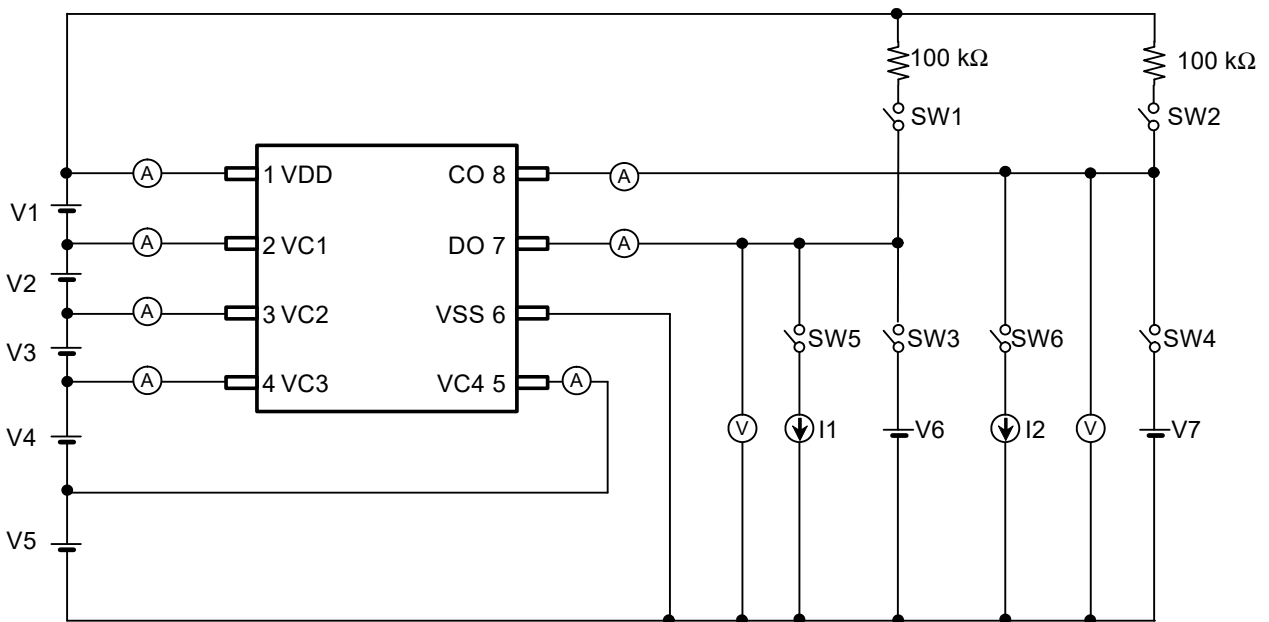 100 kΩ
100 kΩ
SW1
SW2
A
1 VDD
CO 8
A
V1
A
2 VC1
DO 7
A
V2
A
3 VC2
VSS 6
V3
SW5
SW3
SW6
SW4
A
4 VC3
VC4 5
A
V4
V
I1
V6
I2
V
V7
V5